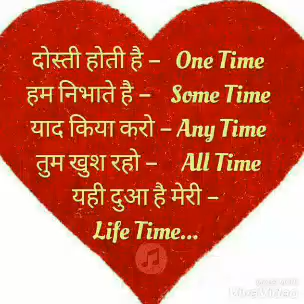 दोस्ती होती है – One Time
हम निभाते है – Some Time
याद किया करो – Any Time
तुम खुश रहो – All Time
यही दुआ है मेरी –
Life Time...